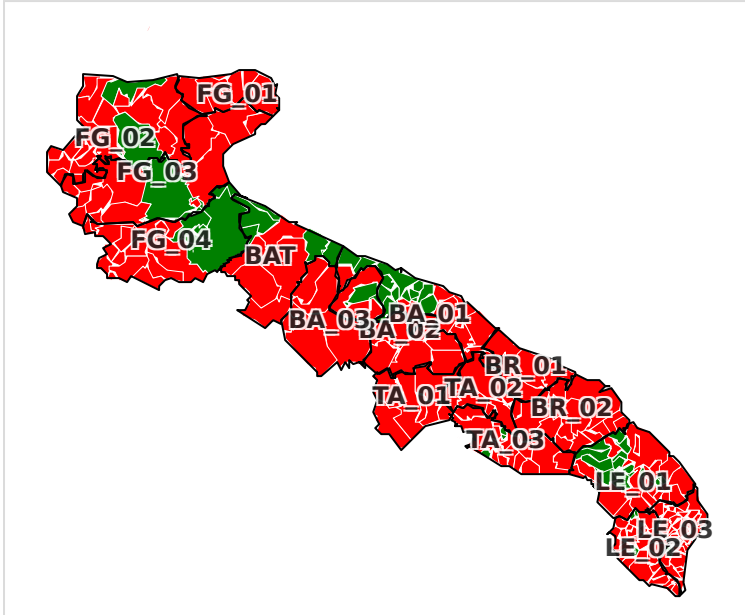 FG_01
FG_02
FG_03
FG_04
BAT
BA_01
BA_03
BA_02
BR_01
TA_02
TA_01
BR_02
TA_03
LE_01
LE_03
LE_02